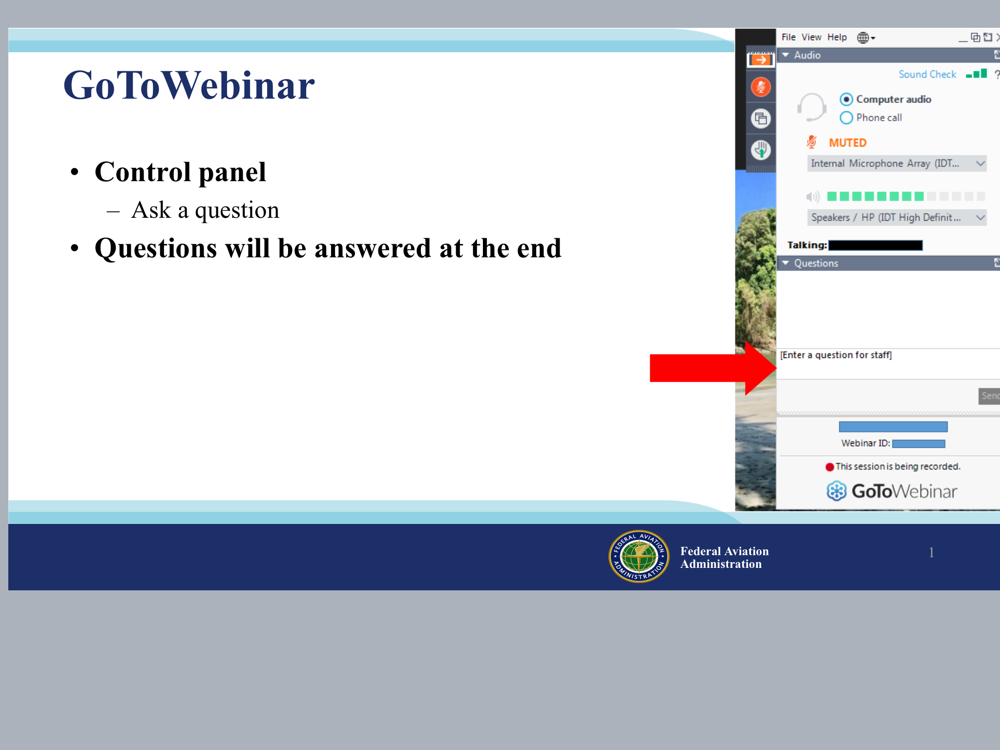 GoToWebinar
• Control panel
– Ask a question
• Questions will be answered at the end
File View Help
Audio
Sound Check
?
Computer audio
Phone call
MUTED
Internal Microphone Array (IDT...
Speakers / HP (IDT High Definit...
Talking:
Questions
[Enter a question for staff]
Send
Webinar ID:
This session is being recorded.
GoToWebinar
FEDERAL AVIATION
ADMINISTRATION
Federal Aviation
Administration
1